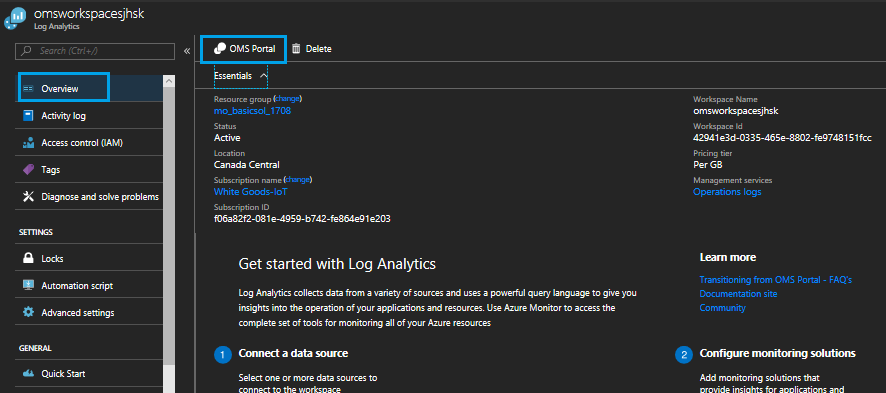 omsworkspacesjhsk
Log Analytics
Search (Ctrl+/)
«
Overview
Activity log
Access control (IAM)
Tags
Diagnose and solve problems
SETTINGS
Locks
Automation script
Advanced settings
GENERAL
Quick Start
OMS Portal
Delete
Essentials
Resource group (change)
mo_basicsol_1708
Status
Active
Location
Canada Central
Subscription name (change)
White Goods-IoT
Subscription ID
f06a82f2-081e-4959-b742-fe864e91e203
Workspace Name
omsworkspacesjhsk
Workspace Id
42941e3d-0335-465e-8802-fe9748151fcc
Pricing tier
Per GB
Management services
Operations logs
Get started with Log Analytics
Log Analytics collects data from a variety of sources and uses a powerful query language to give you
insights into the operation of your applications and resources. Use Azure Monitor to access the
complete set of tools for monitoring all of your Azure resources
Learn more
Transitioning from OMS Portal - FAQ's
Documentation site
Community
1 Connect a data source
Select one or more data sources to
connect to the workspace
2 Configure monitoring solutions
Add monitoring solutions that
provide insights for applications and